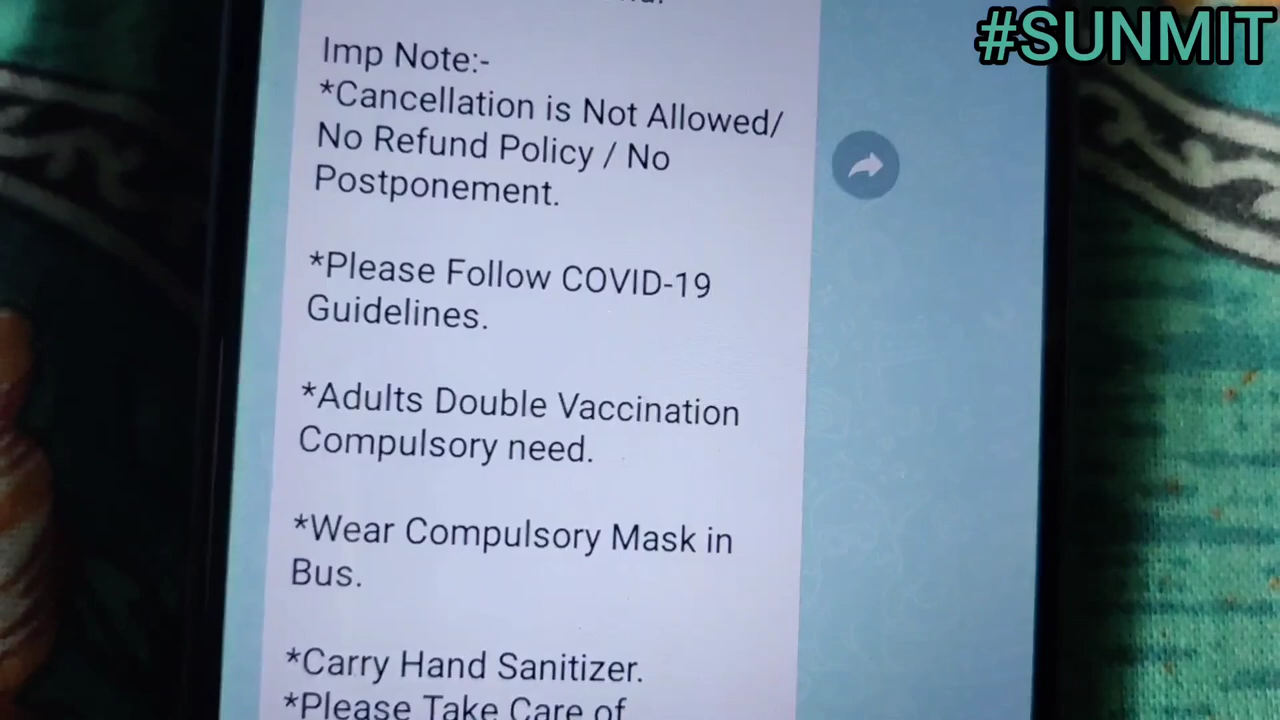 #SUNMIT
Imp Note:-
*Cancellation is Not Allowed/
No Refund Policy / No
Postponement.
*Please Follow COVID-19
Guidelines.
*Adults Double Vaccination
Compulsory need.
*Wear Compulsory Mask in
Bus.
*Carry Hand Sanitizer.
*Please Take Care of